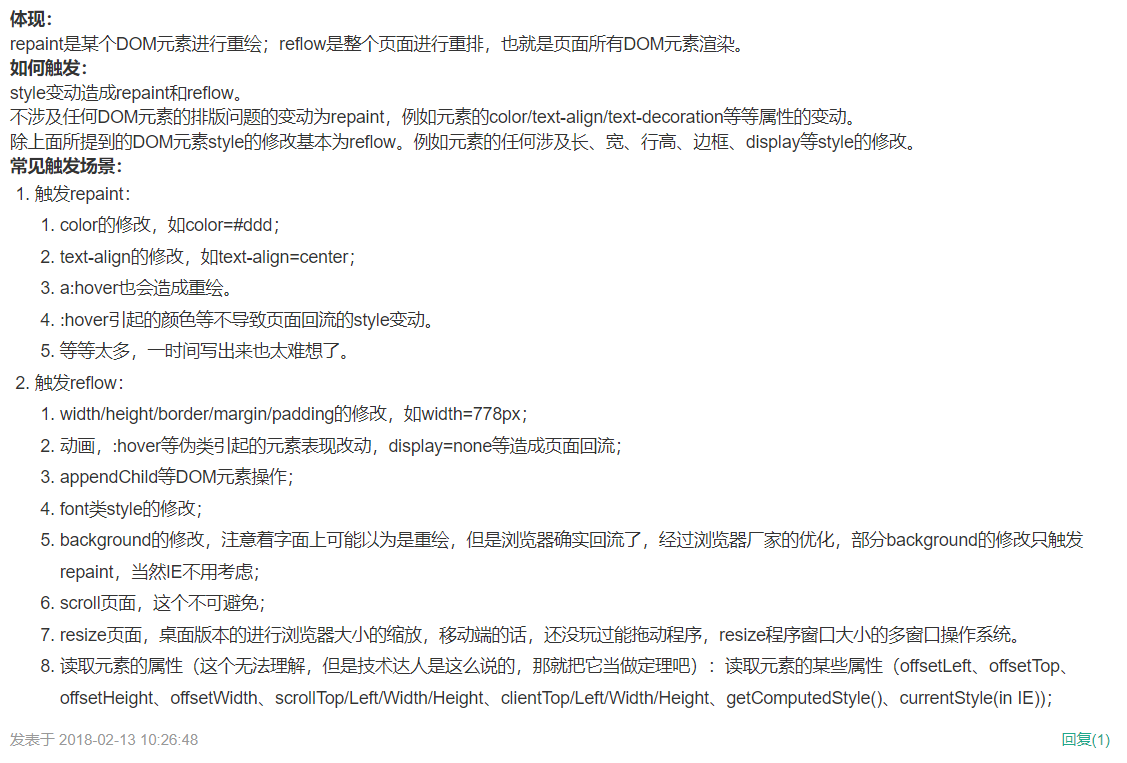 体现：
repaint是某个DOM元素进行重绘；reflow是整个页面进行重排，也就是页面所有DOM元素渲染。
如何触发：
style变动造成repaint和reflow。
不涉及任何DOM元素的排版问题的变动为repaint，例如元素的color/text-align/text-decoration等等属性的变动。
除上面所提到的DOM元素style的修改基本为reflow。例如元素的任何涉及长、宽、行高、边框、display等style的修改。
常见触发场景：
1. 触发repaint：
1. color的修改，如color=#ddd；
2. text-align的修改，如text-align=center；
3. a:hover也会造成重绘。
4. :hover引起的颜色等不导致页面回流的style变动。
5. 等等太多，一时间写出来也太难想了。
2. 触发reflow：
1. width/height/border/margin/padding的修改，如width=778px；
2. 动画，:hover等伪类引起的元素表现改动，display=none等造成页面回流；
3. appendChild等DOM元素操作；
4. font类style的修改；
5. background的修改，注意着字面上可能以为是重绘，但是浏览器确实回流了，经过浏览器厂家的优化，部分background的修改只触发
repaint，当然IE不用考虑；
6. scroll页面，这个不可避免；
7. resize页面，桌面版本的进行浏览器大小的缩放，移动端的话，还没玩过能拖动程序，resize程序窗口大小的多窗口操作系统。
8. 读取元素的属性（这个无法理解，但是技术达人是这么说的，那就把它当做定理吧）：读取元素的某些属性（offsetLeft、offsetTop、
offsetHeight、offsetWidth、scrollTop/Left/Width/Height、clientTop/Left/Width/Height、getComputedStyle()、currentStyle(in IE))；
发表于 2018-02-13 10:26:48
回复(1)